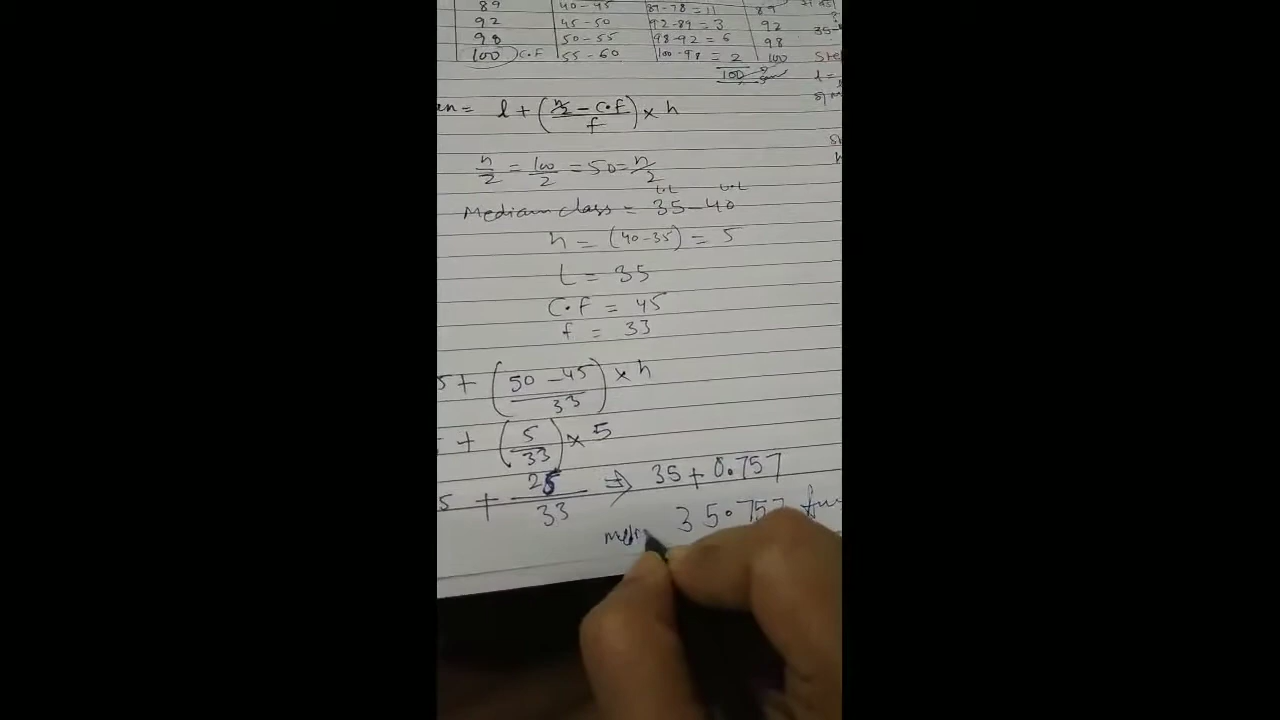 89 40-45 89-78 = 11 89
92 45-50 92-89 = 3 92
98 50-55 98-92 = 6 98
100 C.F 55-60 100-98 = 2 100
100
an = l + (n/2 - C.F / f) × h
n/2 = 100/2 = 50 = n/2
Median class = 35-40
h = (40-35) = 5
l = 35
C.F = 45
f = 33
5 + (50-45 / 33) × h
+ (5/33) × 5
5 + 25/33 ⇒ 35 + 0.757
35.757